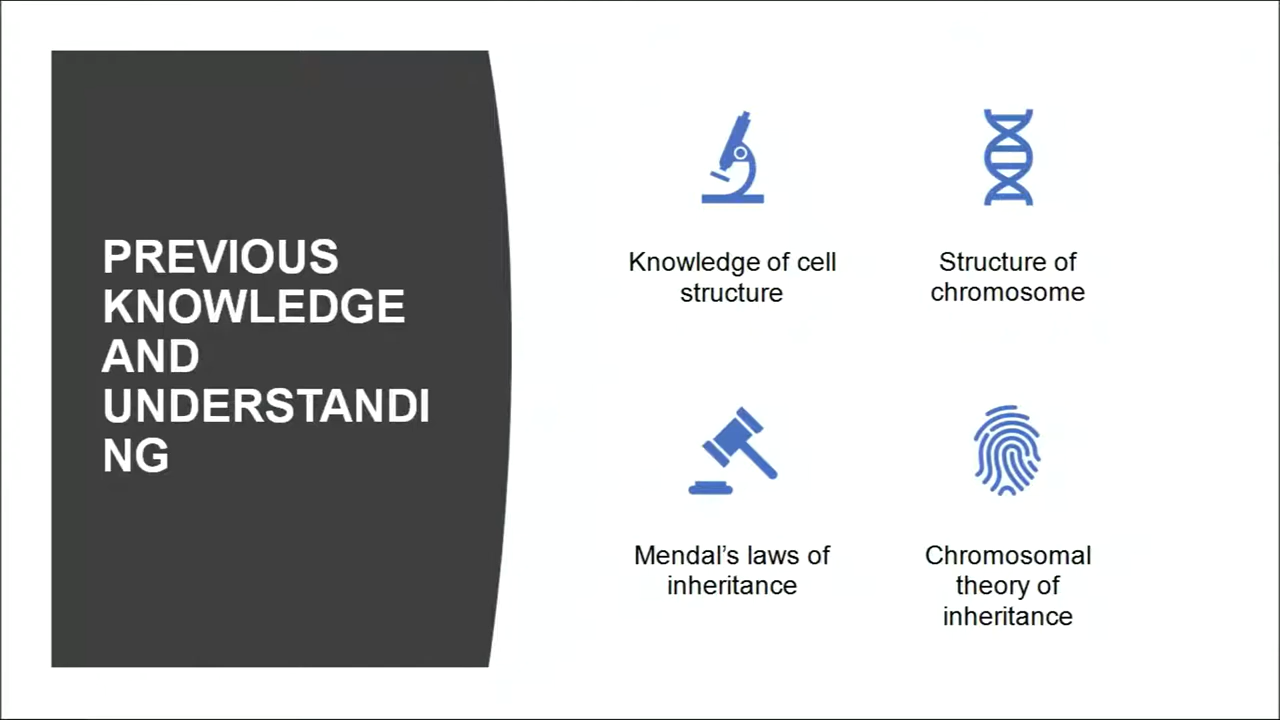 PREVIOUS
KNOWLEDGE
AND
UNDERSTANDI
NG
Knowledge of cell
structure
Structure of
chromosome
Mendal’s laws of
inheritance
Chromosomal
theory of
inheritance